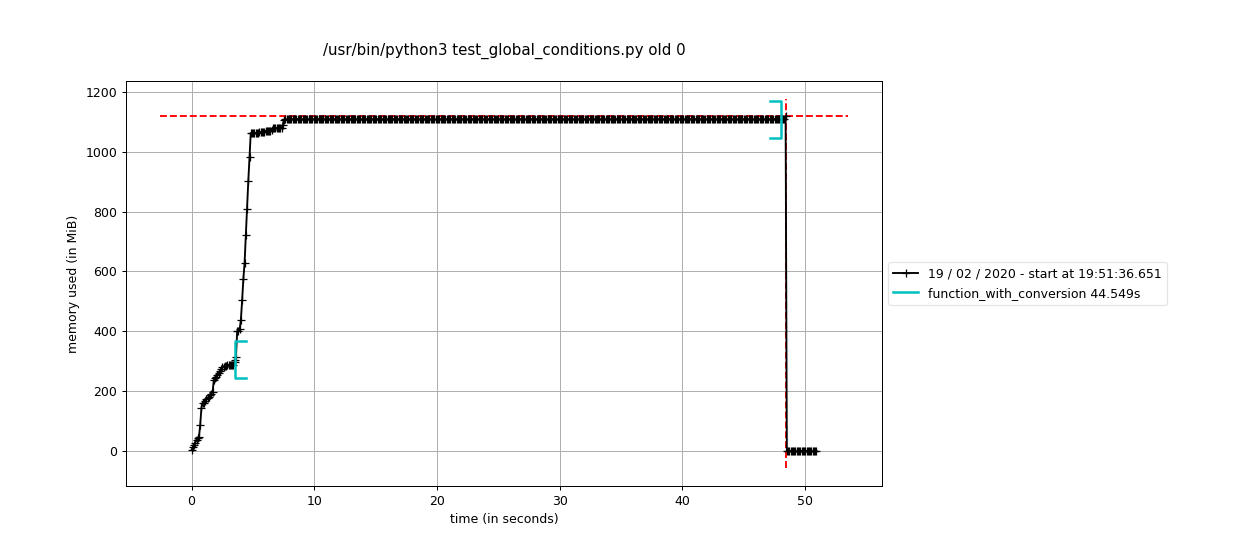 /usr/bin/python3 test_global_conditions.py old 0
1200
1000
800
600
400
200
0
memory used (in MiB)
0 10 20 30 40 50
time (in seconds)
19 / 02 / 2020 - start at 19:51:36.651
function_with_conversion 44.549s